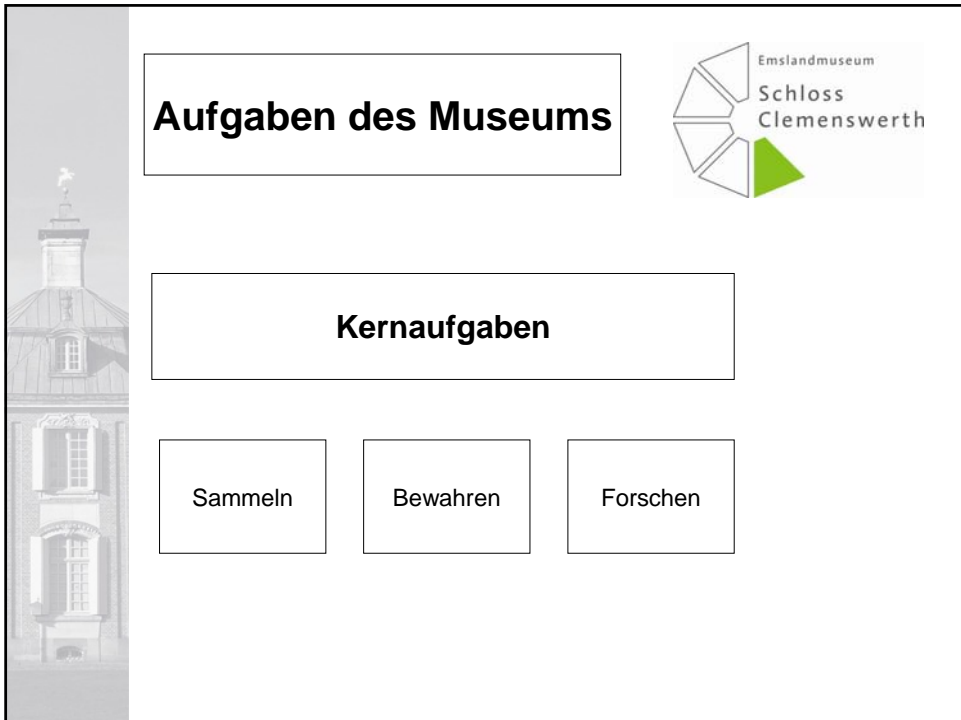 Aufgaben des Museums
Emslandmuseum
Schloss
Clemenswerth
Kernaufgaben
Sammeln
Bewahren
Forschen